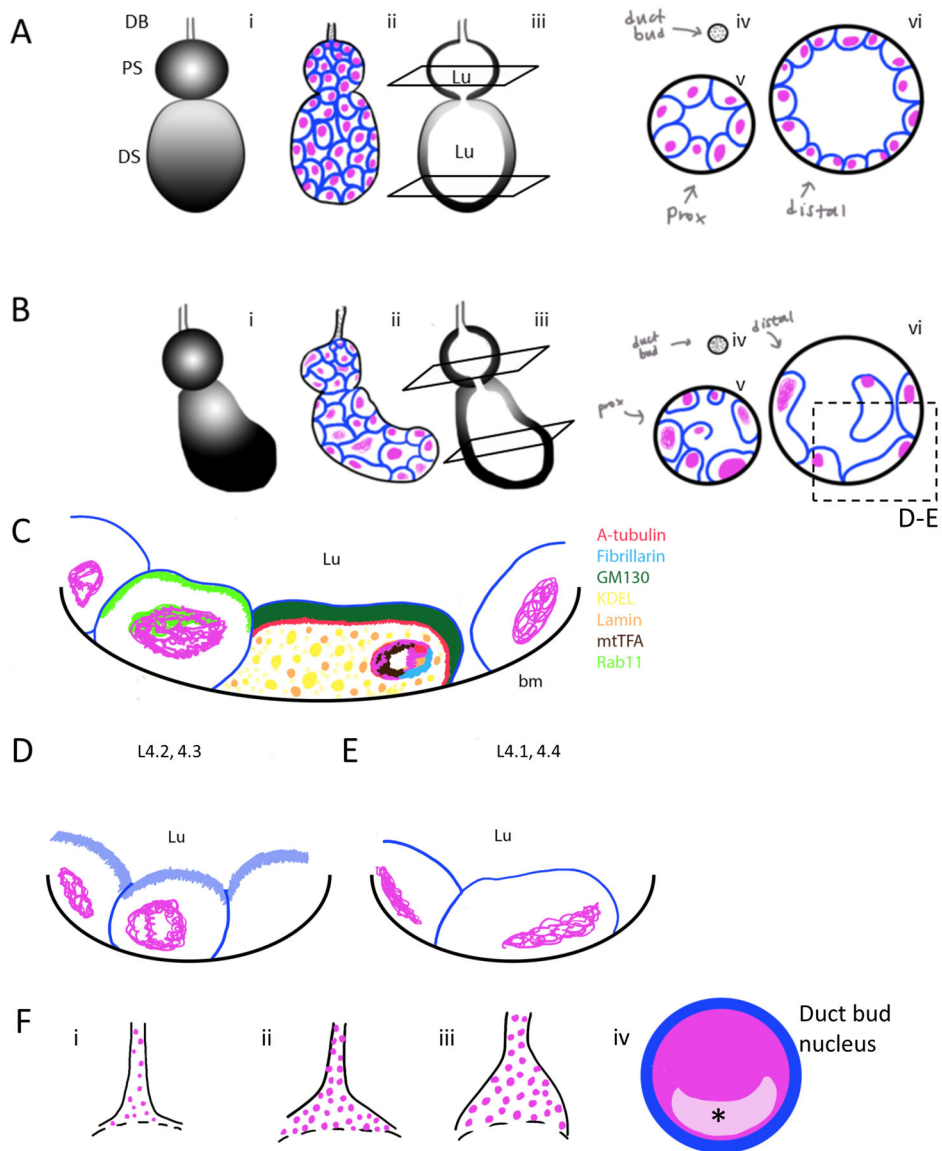 A
DB
i
ii
iii
duct
bud
iv
vi
PS
Lu
v
DS
Lu
prox
distal
B
i
ii
iii
distal
duct
bud
iv
vi
prox
v
D-E
C
Lu
A-tubulin
Fibrillarin
GM130
KDEL
Lamin
mtTFA
Rab11
bm
D
L4.2, 4.3
E
L4.1, 4.4
Lu
Lu
F
i
ii
iii
iv
Duct bud
nucleus
*